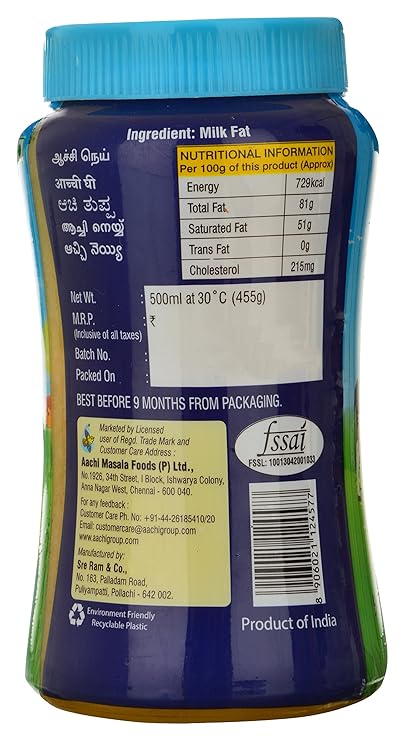 Ingredient: Milk Fat
ஆச்சி நெய்
आच्ची घी
ಆಚಿ ತುಪ್ಪ
ആച്ചി നെയ്യ്
ఆచ్చి నెయ్యి
NUTRITIONAL INFORMATION
Per 100g of this product (Approx)
Energy 729kcal
Total Fat 81g
Saturated Fat 51g
Trans Fat 0g
Cholesterol 215mg
Net Wt. : 500ml at 30°C (455g)
M.R.P. : ₹
(Inclusive of all taxes)
Batch No. :
Packed On :
BEST BEFORE 9 MONTHS FROM PACKAGING.
Marketed by Licensed
user of Regd. Trade Mark and
Customer Care Address :
Aachi Masala Foods (P) Ltd.,
No.1926, 34th Street, I Block, Ishwarya Colony,
Anna Nagar West, Chennai - 600 040.
For any feedback :
Customer Care Ph. No: +91-44-26185410/20
Email: customercare@aachigroup.com
www.aachigroup.com
Manufactured by:
Sre Ram & Co.,
No. 163, Palladam Road,
Puliyampatti, Pollachi - 642 002.
Environment Friendly
Recyclable Plastic
fssai
FSSL: 10013042001033
8 906021 124577
Product of India